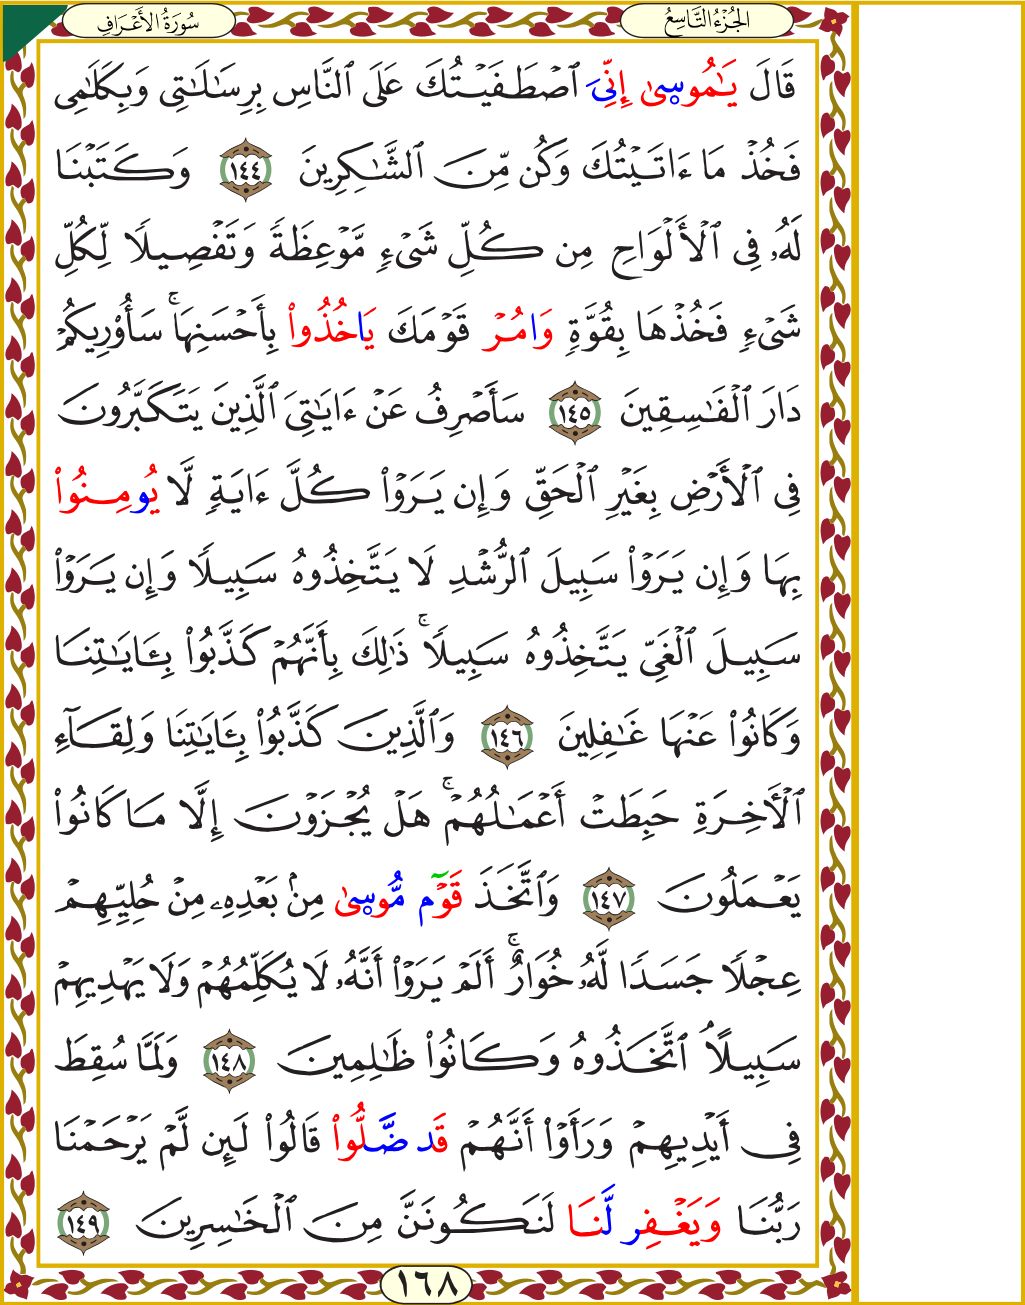 الجُزْءُ التَّاسِعُ
سُورَةُ الأَعْرَافِ
قَالَ يَٰمُوسٜىٰ إِنِّيَ ٱصۡطَفَيۡتُكَ عَلَى ٱلنَّاسِ بِرِسَٰلَٰتِي وَبِكَلَٰمِي
فَخُذۡ مَا ءَاتَيۡتُكَ وَكُن مِّنَ ٱلشَّٰكِرِينَ ١٤٤ وَكَتَبۡنَا
لَهُۥ فِي ٱلۡأَلۡوَاحِ مِن كُلِّ شَيۡءٖ مَّوۡعِظَةٗ وَتَفۡصِيلٗا لِّكُلِّ
شَيۡءٖ فَخُذۡهَا بِقُوَّةٖ وَامُرۡ قَوۡمَكَ يَاخُذُواْ بِأَحۡسَنِهَاۚ سَأُوْرِيكُمۡ
دَارَ ٱلۡفَٰسِقِينَ ١٤٥ سَأَصۡرِفُ عَنۡ ءَايَٰتِيَ ٱلَّذِينَ يَتَكَبَّرُونَ
فِي ٱلۡأَرۡضِ بِغَيۡرِ ٱلۡحَقِّ وَإِن يَرَوۡاْ كُلَّ ءَايَةٖ لَّا يُومِنُواْ
بِهَا وَإِن يَرَوۡاْ سَبِيلَ ٱلرُّشۡدِ لَا يَتَّخِذُوهُ سَبِيلٗا وَإِن يَرَوۡاْ
سَبِيلَ ٱلۡغَيِّ يَتَّخِذُوهُ سَبِيلٗاۚ ذَٰلِكَ بِأَنَّهُمۡ كَذَّبُواْ بِـَٔايَٰتِنَا
وَكَانُواْ عَنۡهَا غَٰفِلِينَ ١٤٦ وَٱلَّذِينَ كَذَّبُواْ بِـَٔايَٰتِنَا وَلِقَآءِ
ٱلۡأٓخِرَةِ حَبِطَتۡ أَعۡمَٰلُهُمۡۚ هَلۡ يُجۡزَوۡنَ إِلَّا مَا كَانُواْ
يَعۡمَلُونَ ١٤٧ وَٱتَّخَذَ قَوۡم مُّوسٜىٰ مِنۢ بَعۡدِهِۦ مِنۡ حُلِيِّهِمۡ
عِجۡلٗا جَسَدٗا لَّهُۥ خُوَارٌۚ أَلَمۡ يَرَوۡاْ أَنَّهُۥ لَا يُكَلِّمُهُمۡ وَلَا يَهۡدِيهِمۡ
سَبِيلًاۘ ٱتَّخَذُوهُ وَكَانُواْ ظَٰلِمِينَ ١٤٨ وَلَمَّا سُقِطَ
فِيٓ أَيۡدِيهِمۡ وَرَأَوۡاْ أَنَّهُمۡ قَد ضَّلُّواْ قَالُواْ لَئِن لَّمۡ يَرۡحَمۡنَا
رَبُّنَا وَيَغۡفِر لَّنَا لَنَكُونَنَّ مِنَ ٱلۡخَٰسِرِينَ ١٤٩
١٦٨